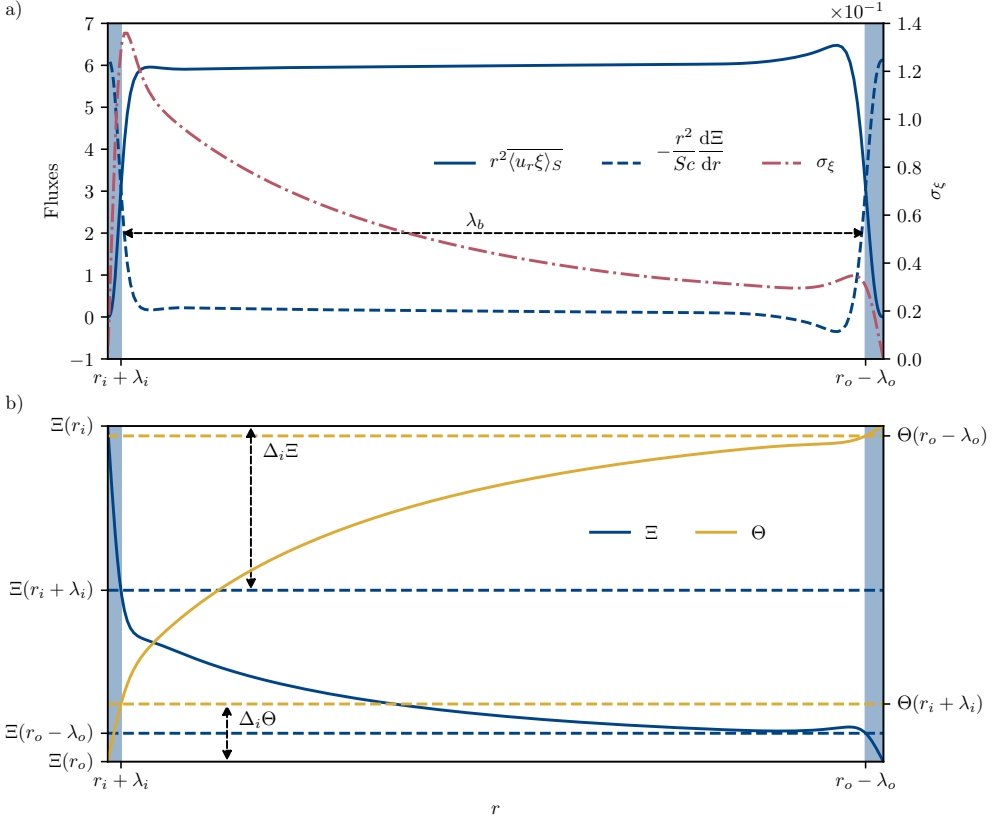 a)
×10⁻¹
7
6
5
4
3
2
1
0
−1
Fluxes
1.4
1.2
1.0
0.8
0.6
0.4
0.2
0.0
σ_ξ
r²⟨u_r ξ⟩_S
−r²/Sc dΞ/dr
σ_ξ
λ_b
r_i + λ_i
r_o − λ_o
b)
Ξ(r_i)
Ξ(r_i + λ_i)
Ξ(r_o − λ_o)
Ξ(r_o)
Δ_iΞ
Ξ
Θ
Δ_iΘ
Θ(r_o − λ_o)
Θ(r_i + λ_i)
r_i + λ_i
r_o − λ_o
r